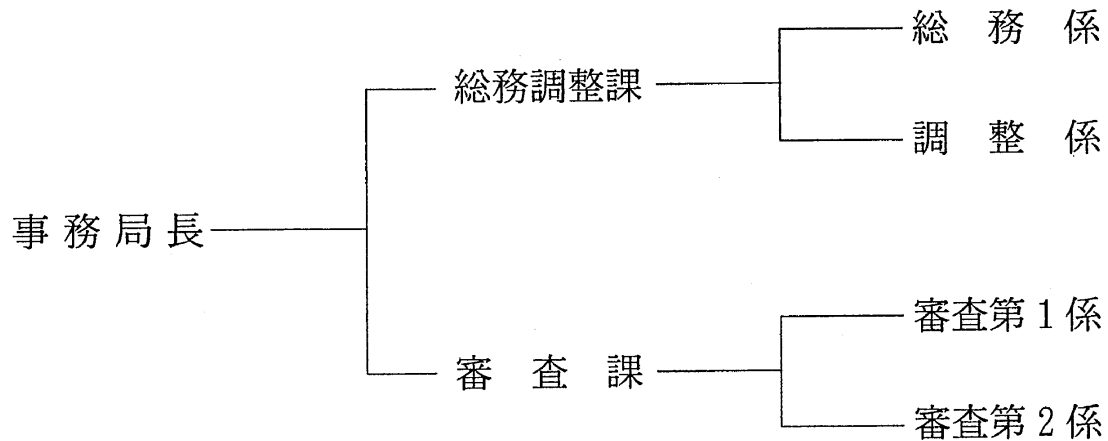 総務係
総務調整課
調整係
事務局長
審査第1係
審査課
審査第2係